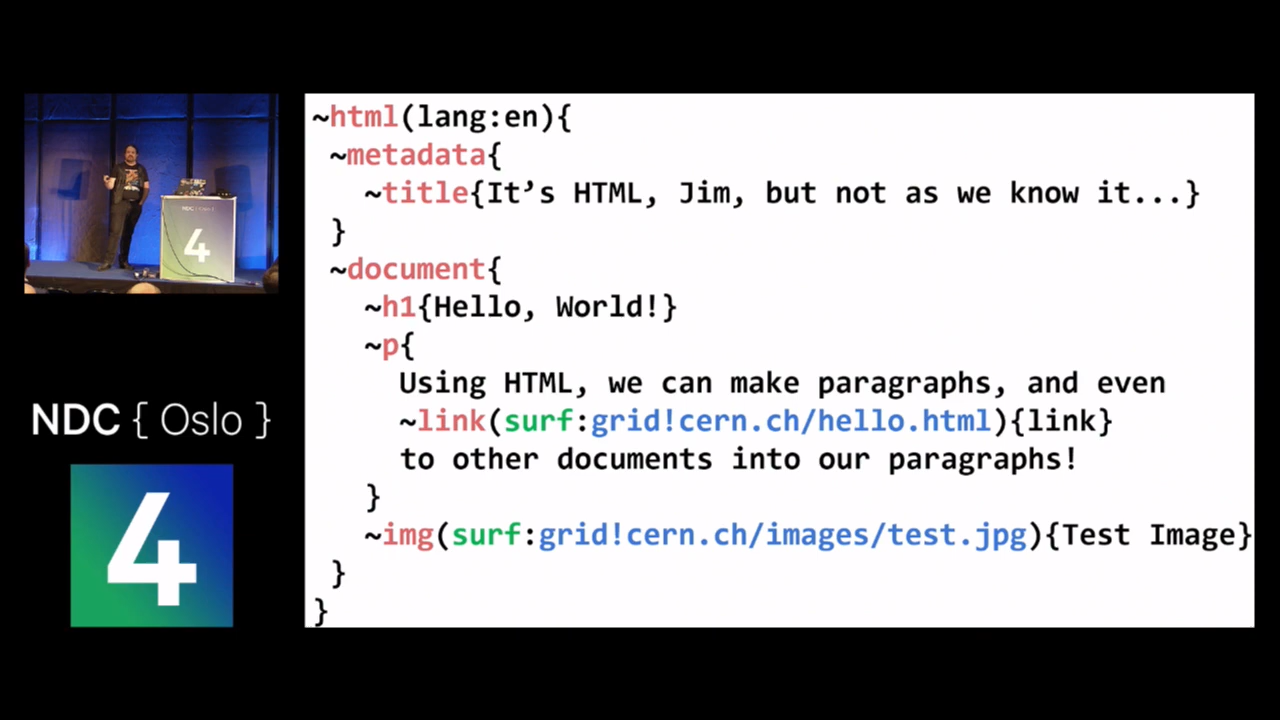 ~html(lang:en){
~metadata{
~title{It’s HTML, Jim, but not as we know it...}
}
~document{
~h1{Hello, World!}
~p{
Using HTML, we can make paragraphs, and even
~link(surf:grid!cern.ch/hello.html){link}
to other documents into our paragraphs!
}
~img(surf:grid!cern.ch/images/test.jpg){Test Image}
}
}
4
NDC { Oslo }
4